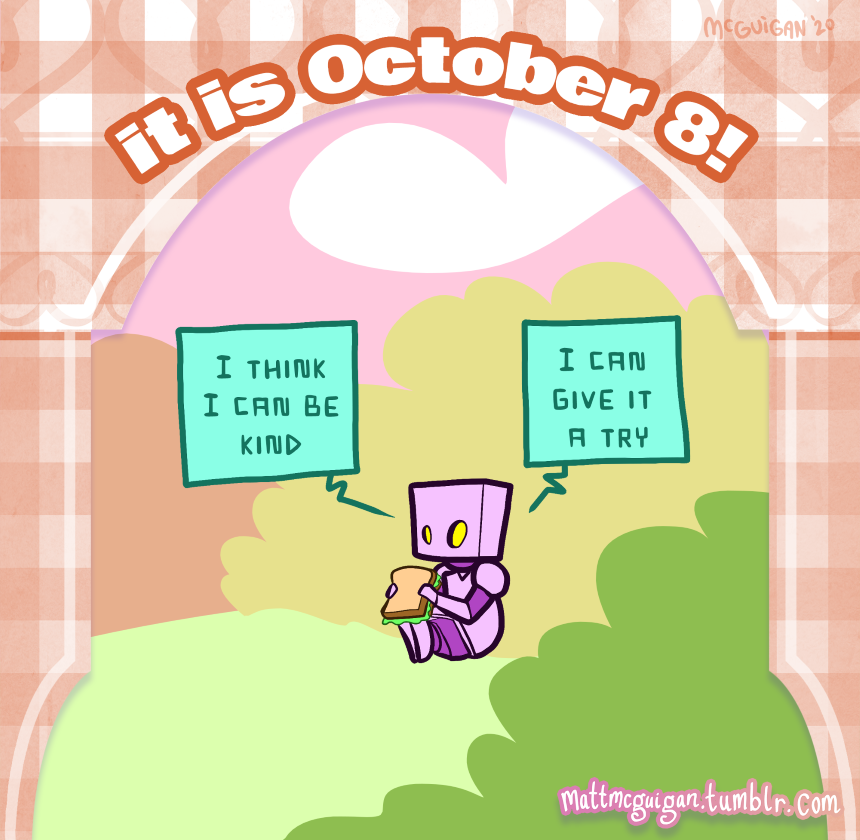 McGUIGAN '20
it is October 8!
I THINK
I CAN BE
KIND
I CAN
GIVE IT
A TRY
mattmcguigan.tumblr.com